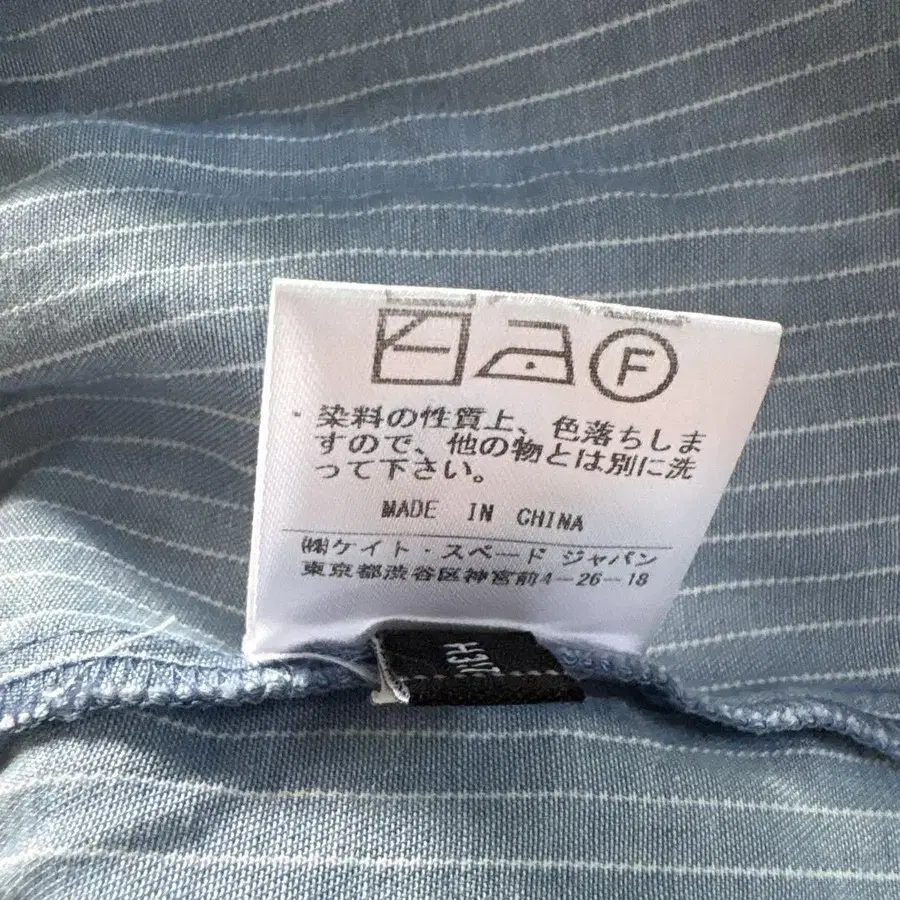 F
染料の性質上、色落ちしま
すので、他の物とは別に洗
って下さい。
MADE IN CHINA
㈱ケイト・スペード ジャパン
東京都渋谷区神宮前4-26-18